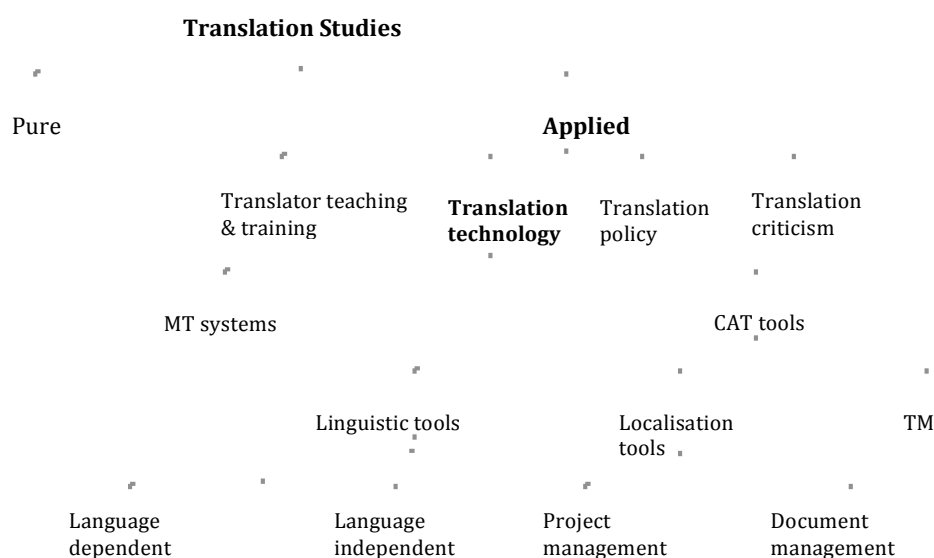 Translation Studies
Pure
Applied
Translator teaching
& training
Translation
technology
Translation
policy
Translation
criticism
MT systems
CAT tools
Linguistic tools
Localisation
tools
TM
Language
dependent
Language
independent
Project
management
Document
management